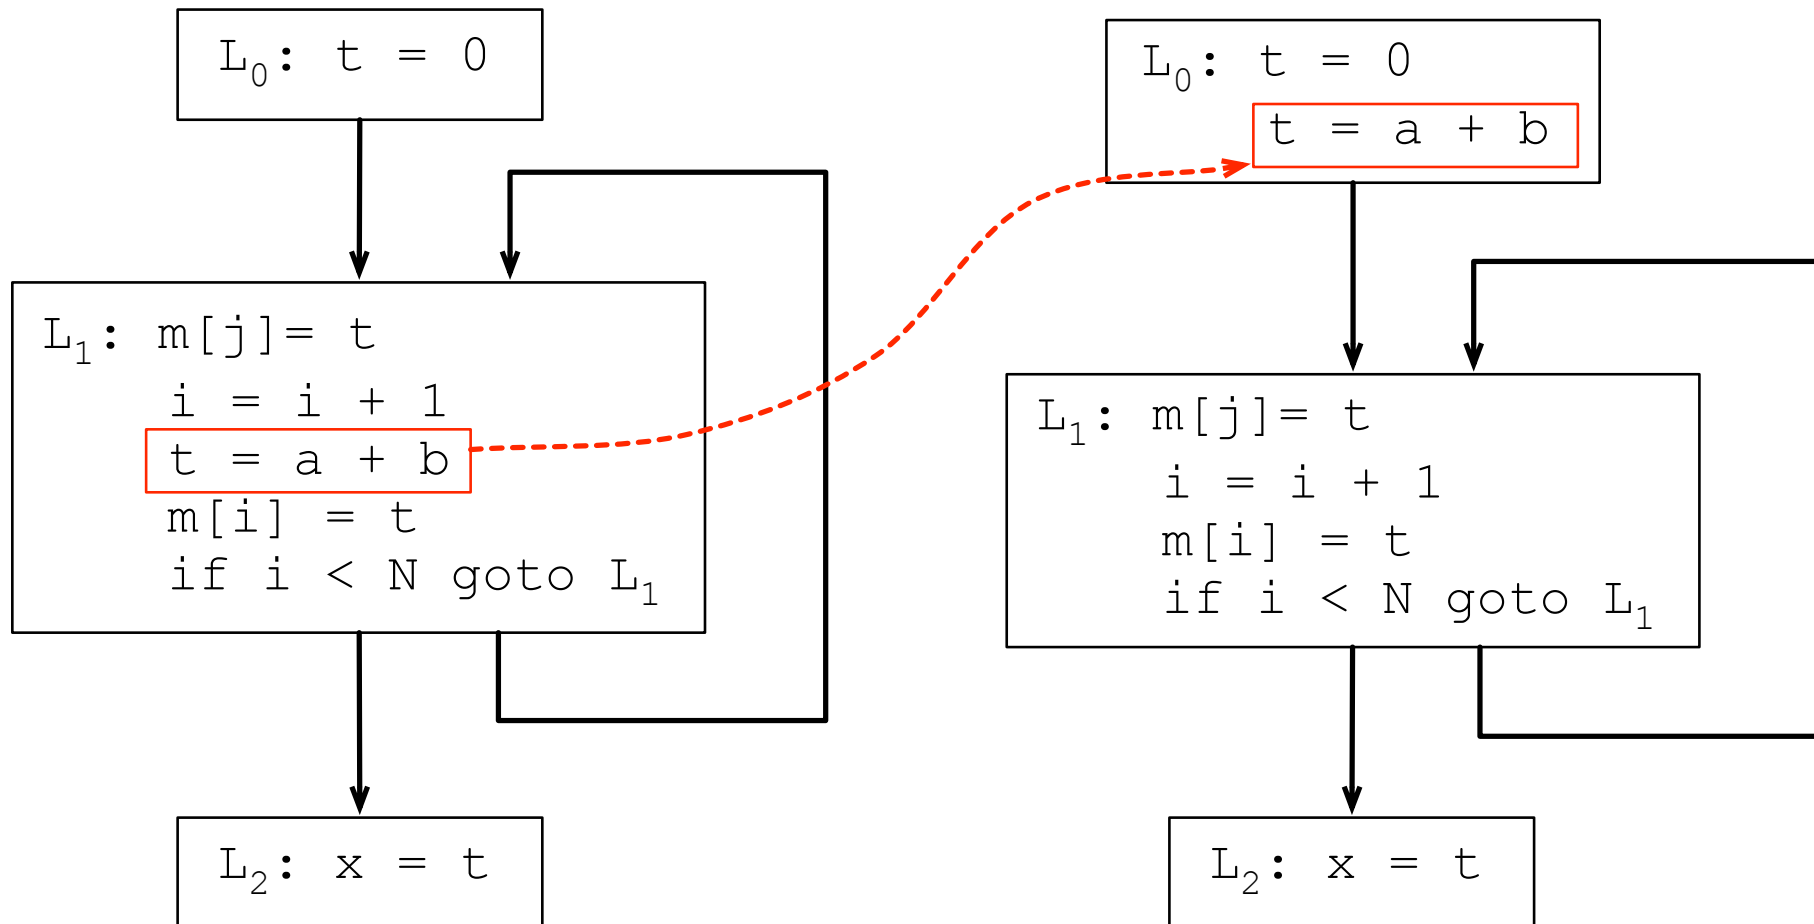 L₀: t = 0
L₁: m[j]= t
i = i + 1
t = a + b
m[i] = t
if i < N goto L₁
L₂: x = t
L₀: t = 0
t = a + b
L₁: m[j]= t
i = i + 1
m[i] = t
if i < N goto L₁
L₂: x = t